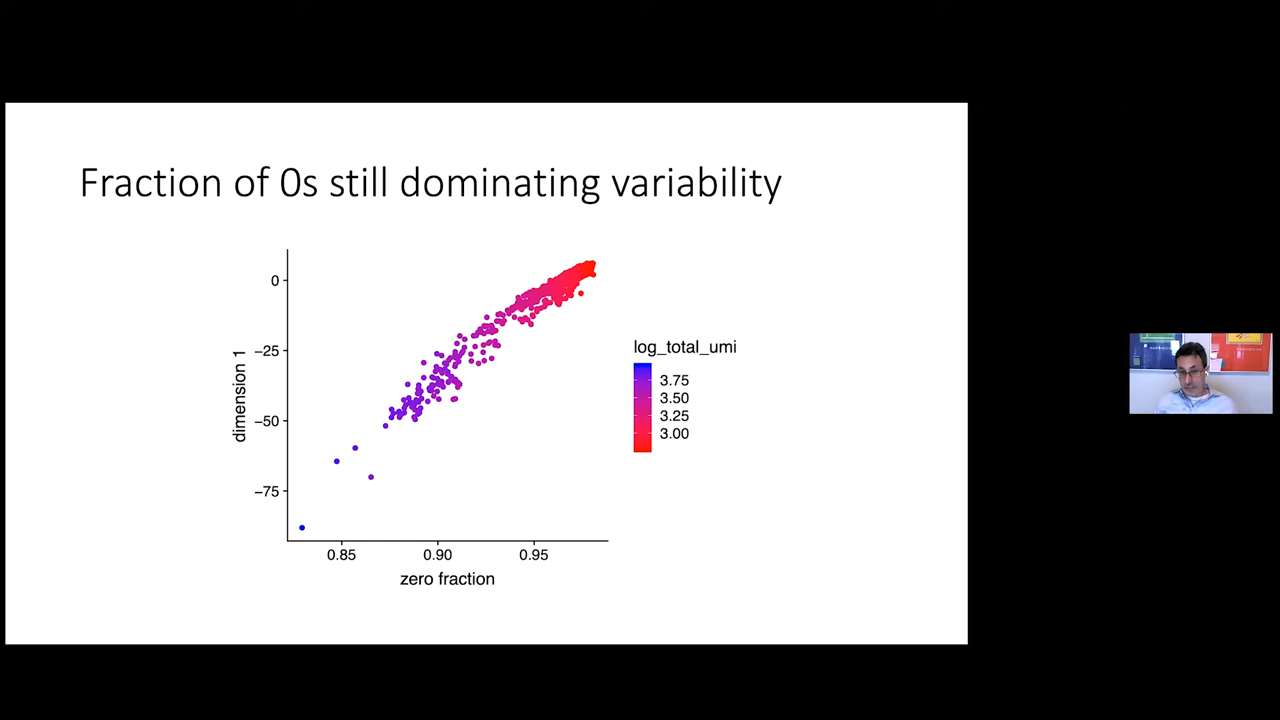 Fraction of 0s still dominating variability
0
−25
−50
−75
dimension 1
0.85 0.90 0.95
zero fraction
log_total_umi
3.75
3.50
3.25
3.00